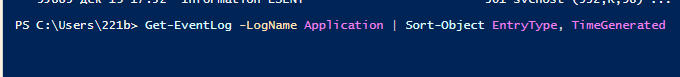 PS C:\Users\221b> Get-EventLog -LogName Application | Sort-Object EntryType, TimeGenerated